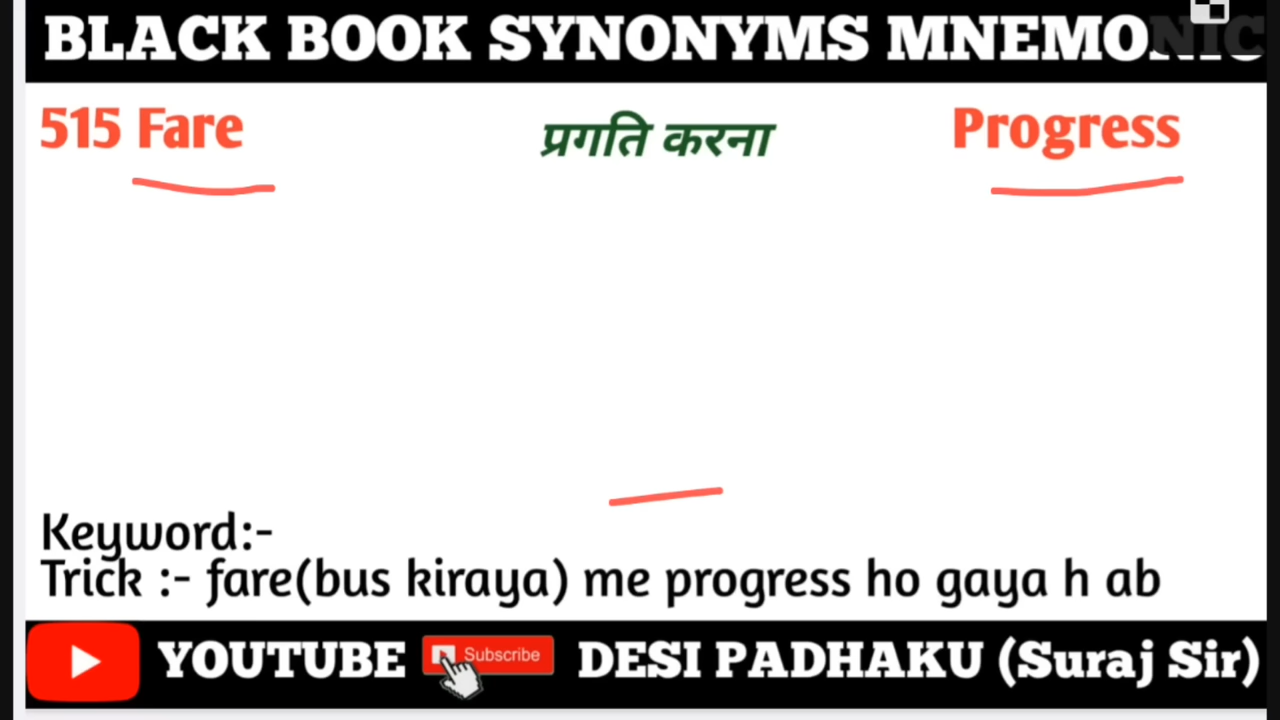 BLACK BOOK SYNONYMS MNEMONIC
515 Fare प्रगति करना Progress
Keyword:-
Trick :- fare(bus kiraya) me progress ho gaya h ab
YOUTUBE Subscribe DESI PADHAKU (Suraj Sir)